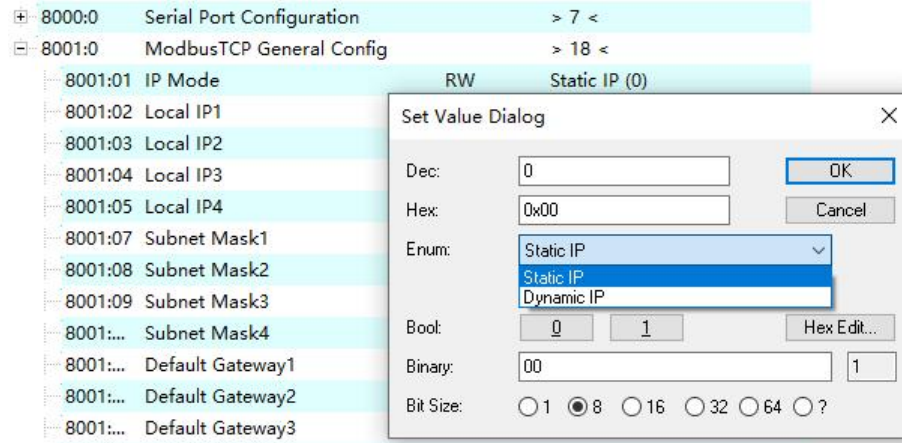 8000:0 Serial Port Configuration > 7 <
8001:0 ModbusTCP General Config > 18 <
8001:01 IP Mode RW Static IP (0)
8001:02 Local IP1
8001:03 Local IP2
8001:04 Local IP3
8001:05 Local IP4
8001:07 Subnet Mask1
8001:08 Subnet Mask2
8001:09 Subnet Mask3
8001:... Subnet Mask4
8001:... Default Gateway1
8001:... Default Gateway2
8001:... Default Gateway3
Set Value Dialog
Dec: 0 OK
Hex: 0x00 Cancel
Enum: Static IP
Static IP
Dynamic IP
Bool: 0 1 Hex Edit...
Binary: 00 1
Bit Size: 1 8 16 32 64 ?